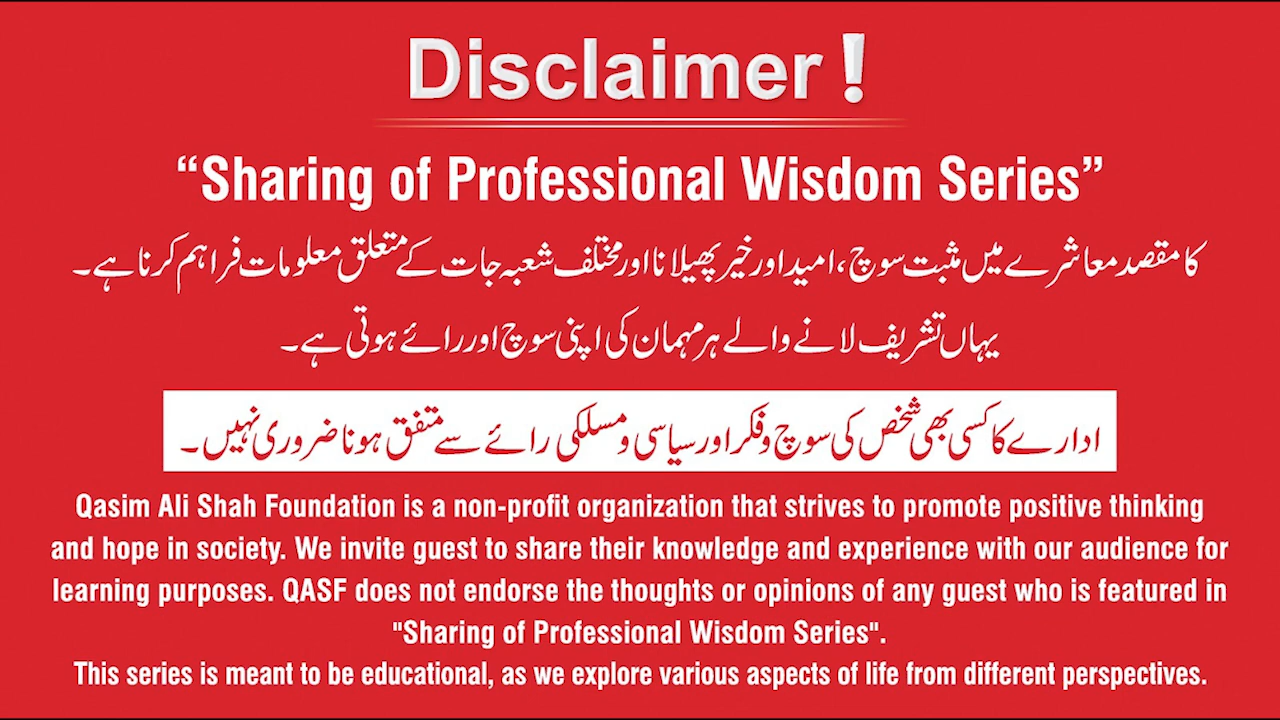 Disclaimer!
“Sharing of Professional Wisdom Series”
کا مقصد معاشرے میں مثبت سوچ، امید اور خیر پھیلانا اور مختلف شعبہ جات کے متعلق معلومات فراہم کرنا ہے۔
یہاں تشریف لانے والے ہر مہمان کی اپنی سوچ اور رائے ہوتی ہے۔
ادارے کا کسی بھی شخص کی سوچ و فکر اور سیاسی و مسلکی رائے سے متفق ہونا ضروری نہیں۔
Qasim Ali Shah Foundation is a non-profit organization that strives to promote positive thinking
and hope in society. We invite guest to share their knowledge and experience with our audience for
learning purposes. QASF does not endorse the thoughts or opinions of any guest who is featured in
"Sharing of Professional Wisdom Series".
This series is meant to be educational, as we explore various aspects of life from different perspectives.